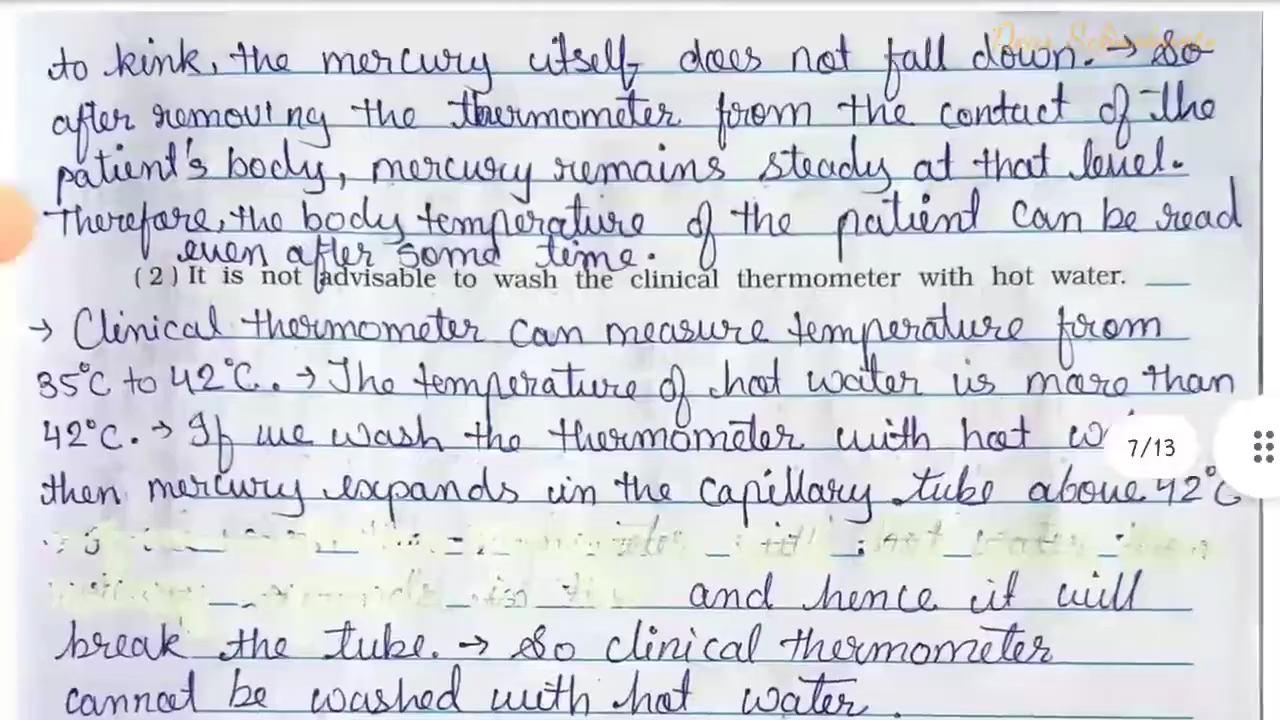 Dear Scienticate
to kink, the mercury itself does not fall down. → So
after removing the thermometer from the contact of the
patient's body, mercury remains steady at that level.
Therefore, the body temperature of the patient can be read
even after some time.
(2) It is not advisable to wash the clinical thermometer with hot water.
→ Clinical thermometer can measure temperature from
35°C to 42°C. → The temperature of hot water is more than
42°C. → If we wash the thermometer with hot
7/13
then mercury expands in the capillary tube above 42°C
and hence it will
break the tube. → So clinical thermometer
cannot be washed with hot water.